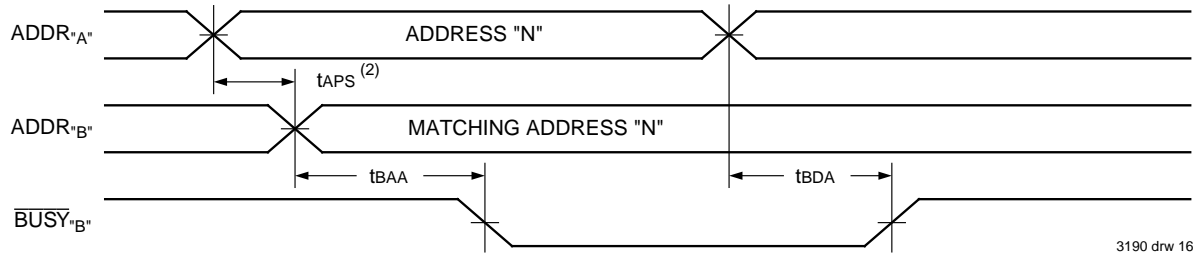 ADDR"A"
ADDRESS "N"
tAPS (2)
ADDR"B"
MATCHING ADDRESS "N"
tBAA
tBDA
BUSY"B"
3190 drw 16